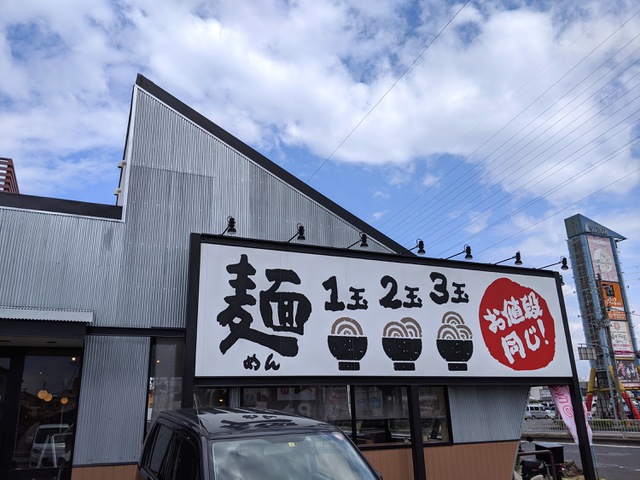 麺
めん
1玉 2玉 3玉
お値段
同じ!